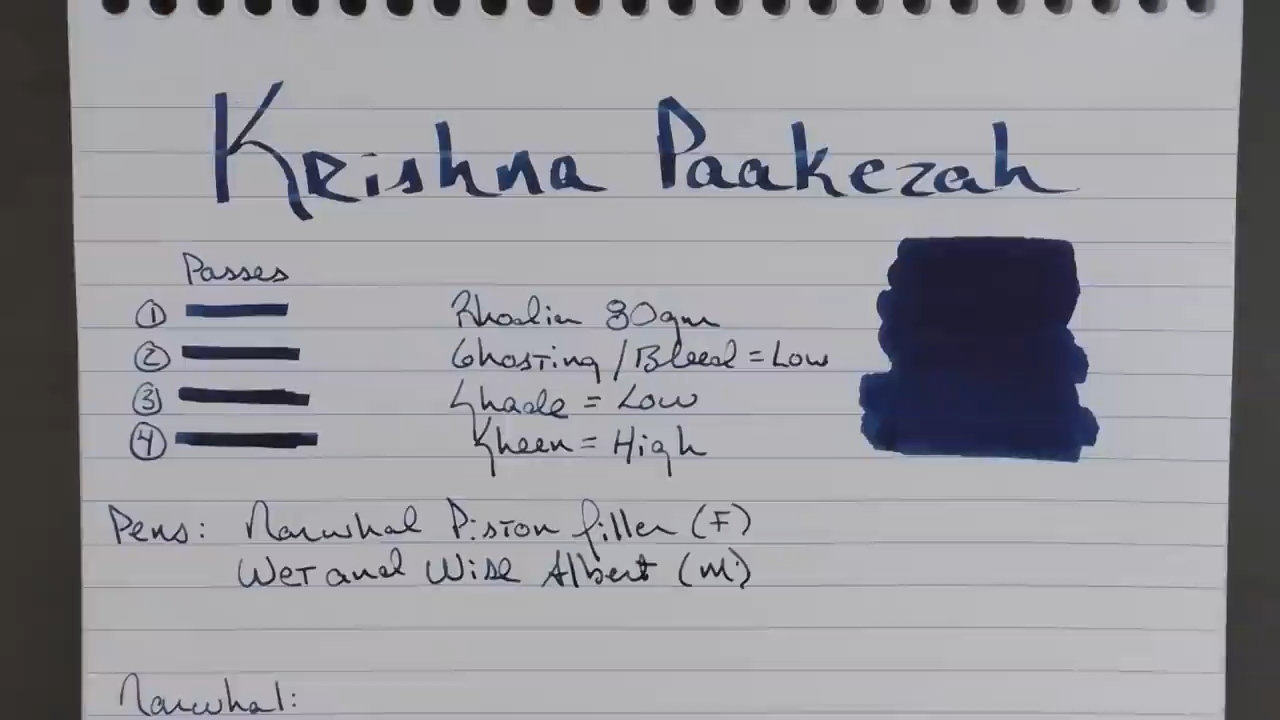 Krishna Paakezah
Passes
1
2
3
4
Rhodia 80gm
Ghosting/Bleed = Low
Shade = Low
Sheen = High
Pens: Narwhal Piston filler (F)
Wet and Wise Albert (M)
Narwhal: